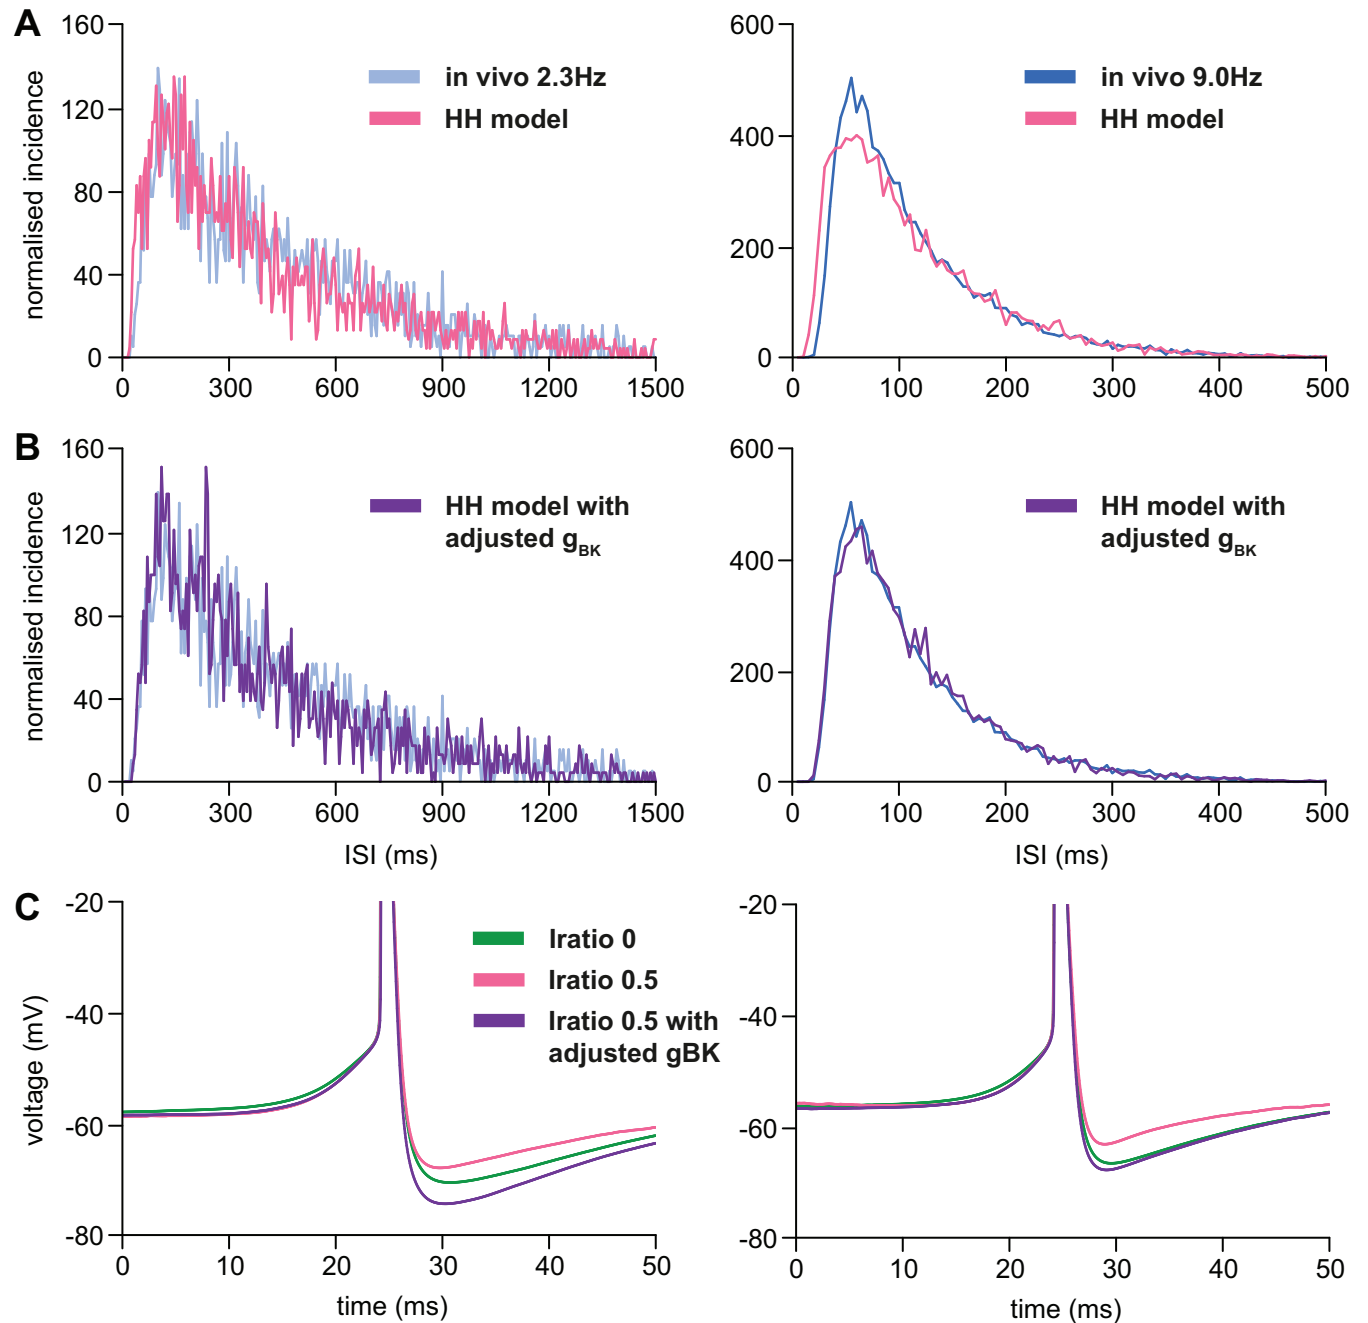 A
160
120
80
40
0
normalised incidence
in vivo 2.3Hz
HH model
0 300 600 900 1200 1500
600
400
200
0
in vivo 9.0Hz
HH model
0 100 200 300 400 500
B
160
120
80
40
0
normalised incidence
HH model with
adjusted gBK
0 300 600 900 1200 1500
ISI (ms)
600
400
200
0
HH model with
adjusted gBK
0 100 200 300 400 500
ISI (ms)
C
-20
-40
-60
-80
voltage (mV)
Iratio 0
Iratio 0.5
Iratio 0.5 with
adjusted gBK
0 10 20 30 40 50
time (ms)
-20
-40
-60
-80
0 10 20 30 40 50
time (ms)